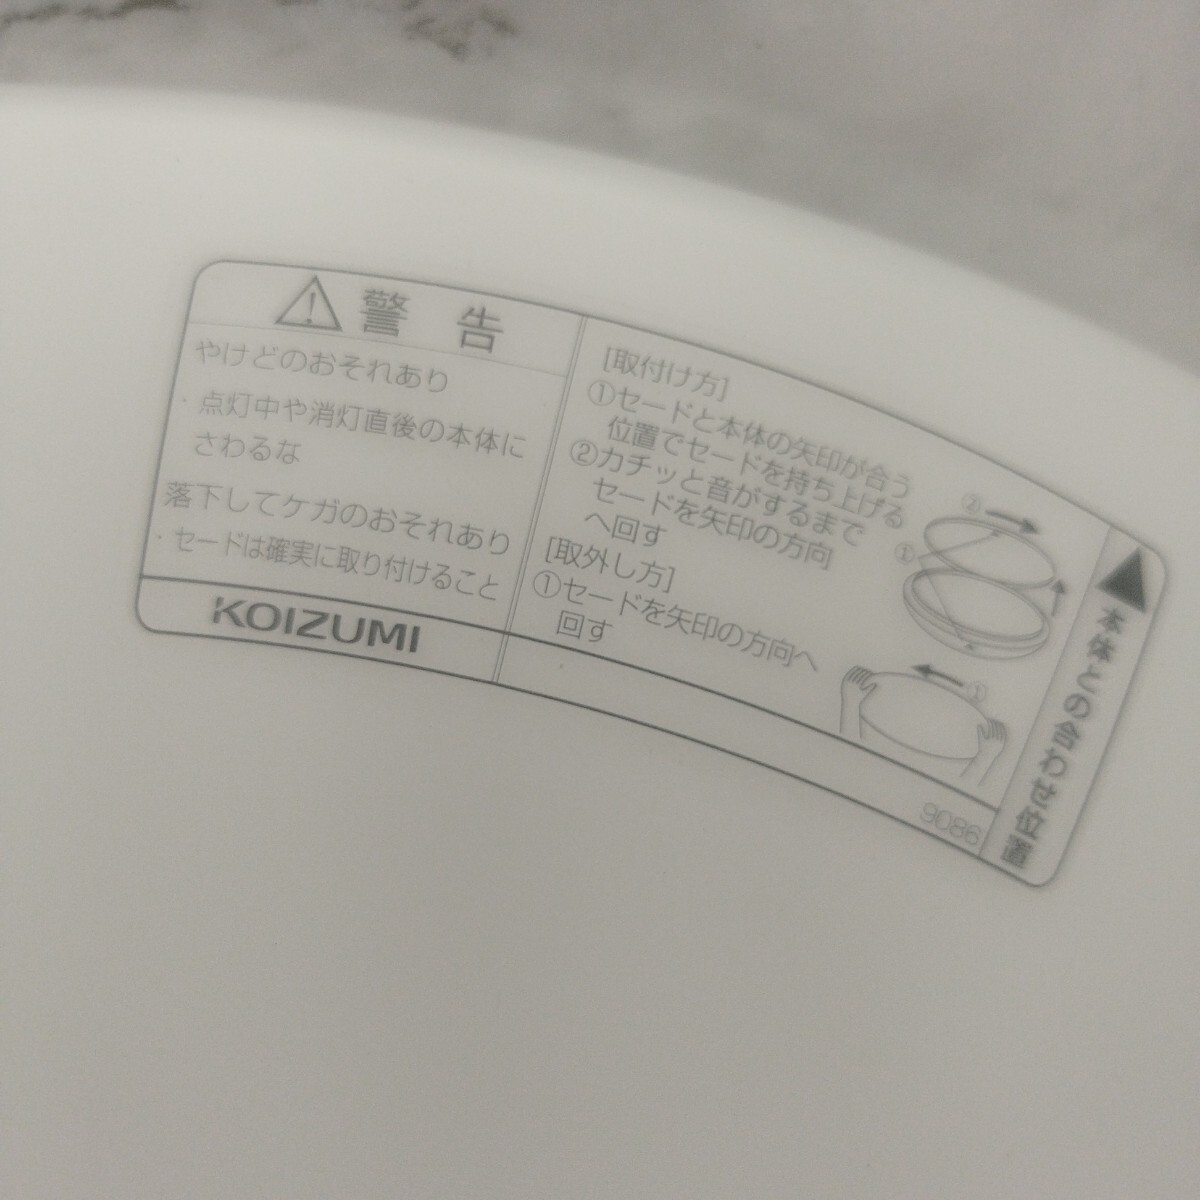 警 告
やけどのおそれあり
・点灯中や消灯直後の本体に
さわるな
落下してケガのおそれあり
・セードは確実に取り付けること
KOIZUMI
[取付け方]
①セードと本体の矢印が合う
位置でセードを持ち上げる
②カチッと音がするまで
セードを矢印の方向
へ回す
[取外し方]
①セードを矢印の方向へ
回す
②
①
①
9086
▲本体との合わせ位置